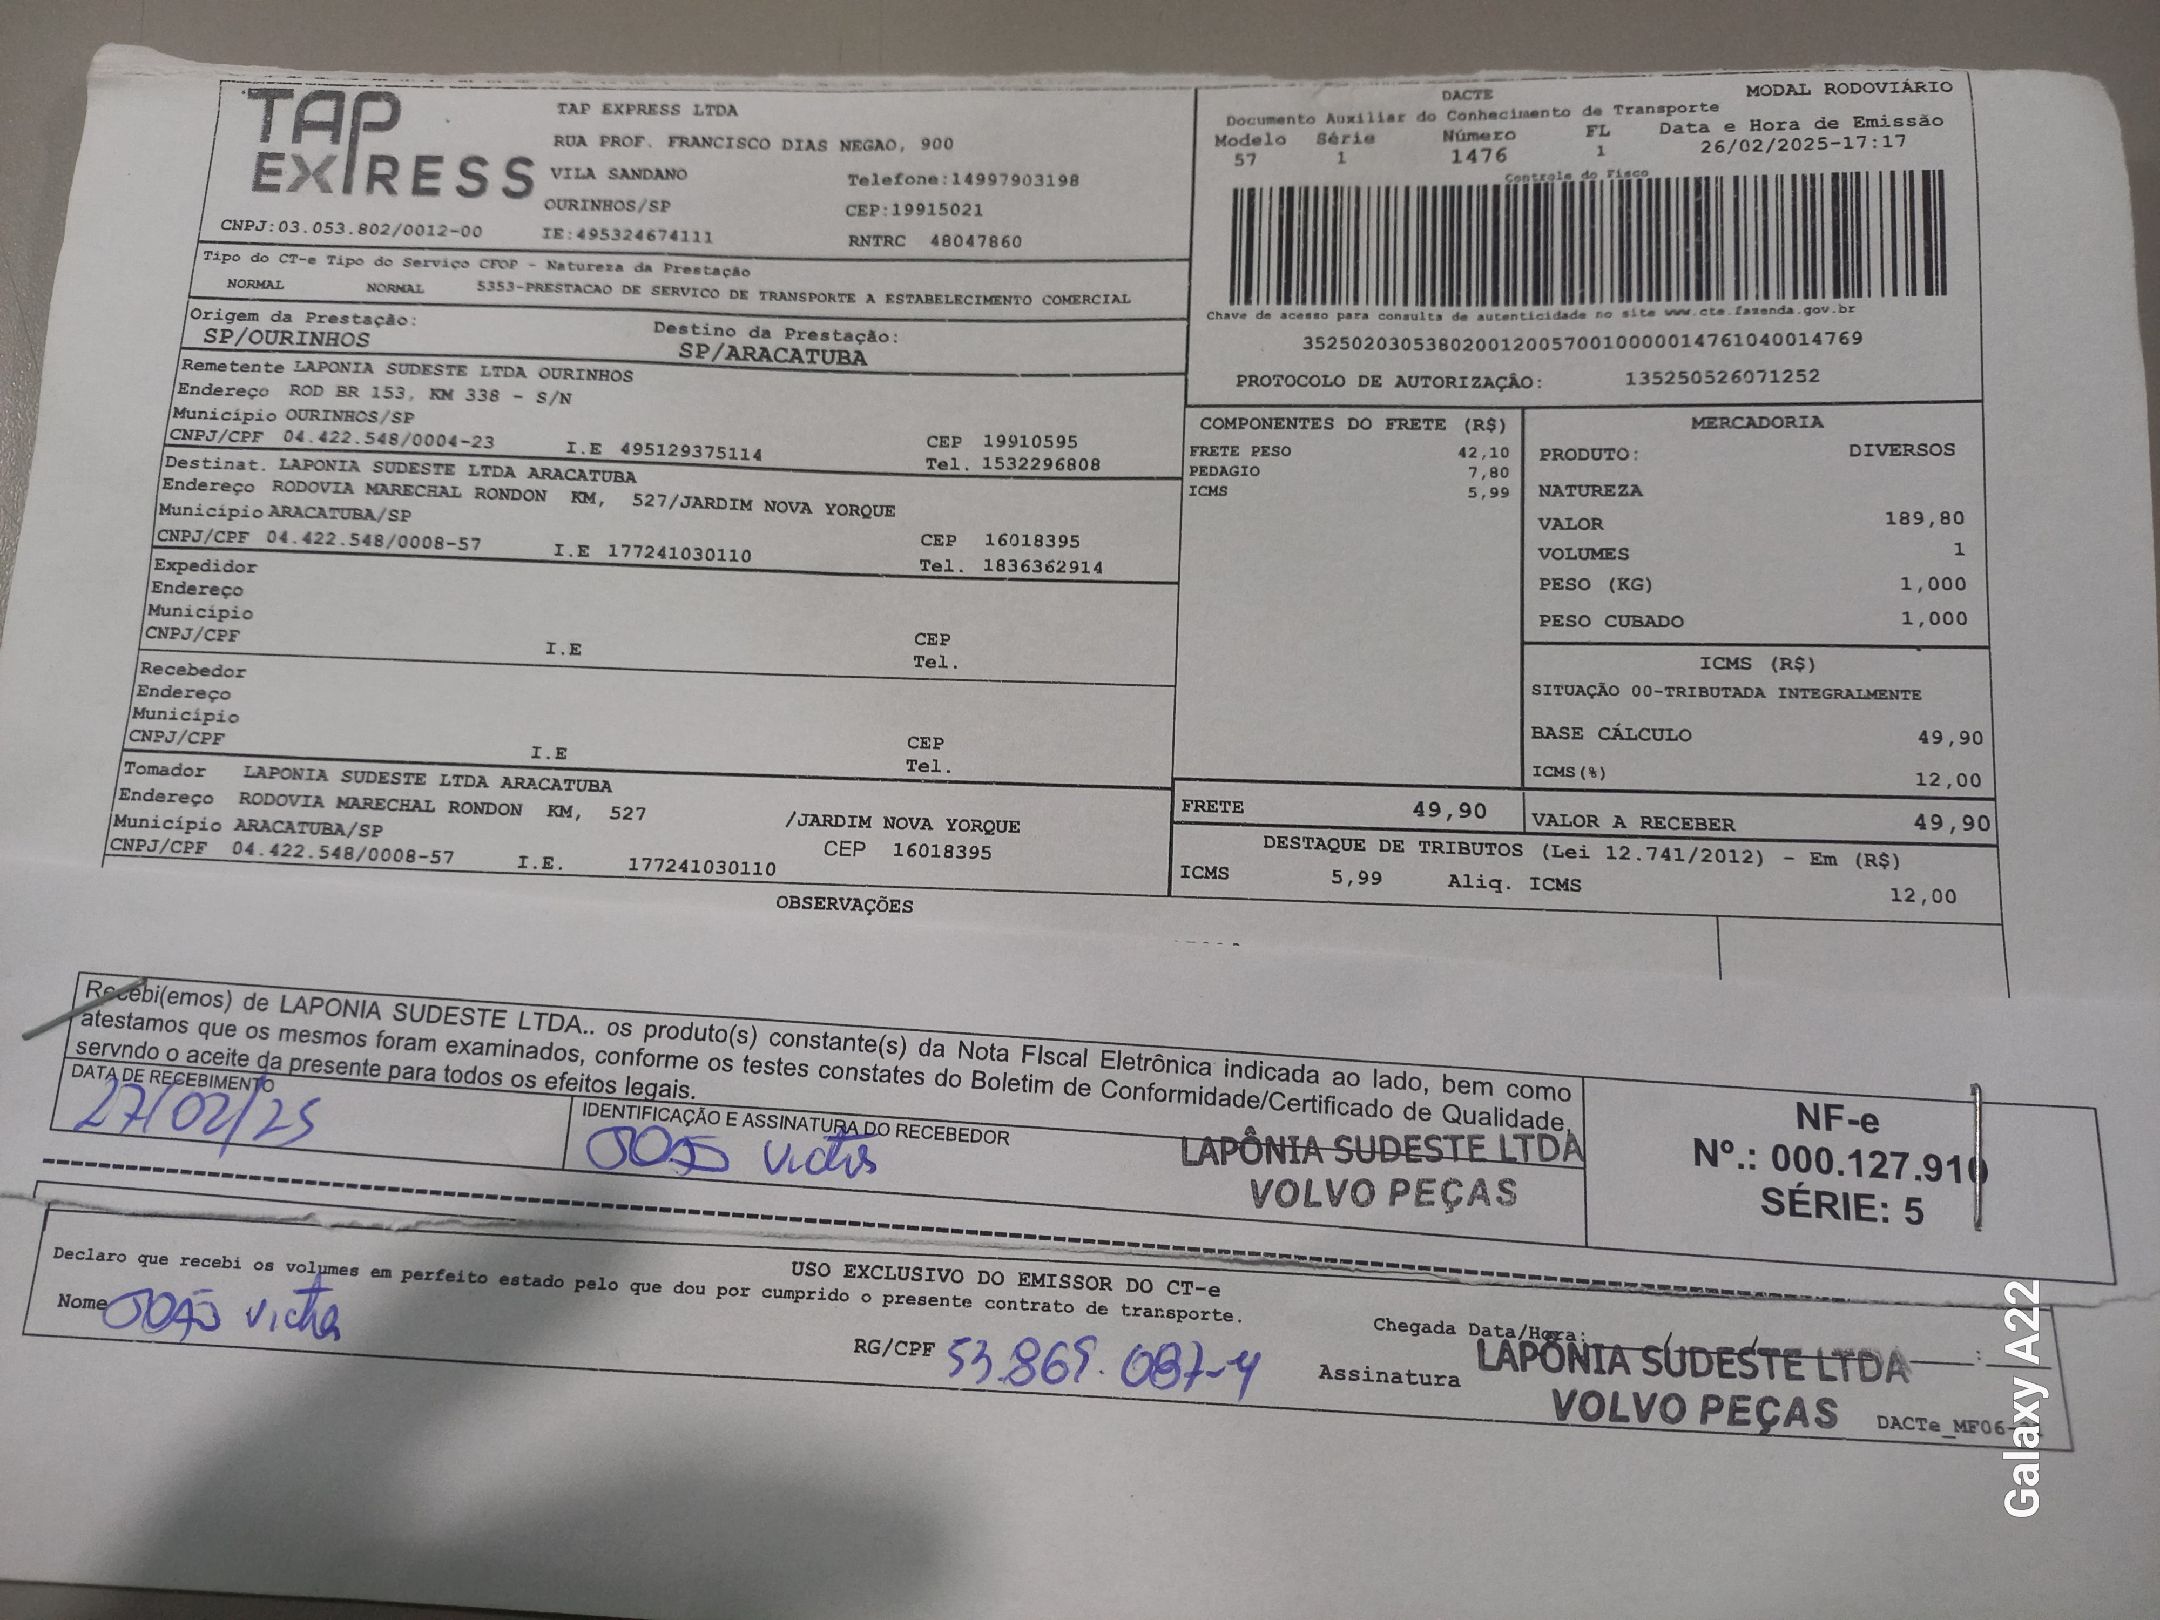 TAP EXPRESS
TAP EXPRESS LTDA
RUA PROF. FRANCISCO DIAS NEGAO, 900
VILA SANDANO
Telefone:14997903198
OURINHOS/SP
CEP:19915021
CNPJ:03.053.802/0012-00
IE:495324674111
RNTRC 48047860
DACTE
MODAL RODOVIÁRIO
Documento Auxiliar do Conhecimento de Transporte
Modelo Série Número FL Data e Hora de Emissão
57 1 1476 1 26/02/2025-17:17
Controle do Fisco
Chave de acesso para consulta de autenticidade no site www.cte.fazenda.gov.br
35250203053802001200570010000014761040014769
PROTOCOLO DE AUTORIZAÇÃO: 135250526071252
Tipo do CT-e Tipo do Serviço CFOP - Natureza da Prestação
NORMAL NORMAL 5353-PRESTACAO DE SERVICO DE TRANSPORTE A ESTABELECIMENTO COMERCIAL
Origem da Prestação: Destino da Prestação:
SP/OURINHOS SP/ARACATUBA
Remetente LAPONIA SUDESTE LTDA OURINHOS
Endereço ROD BR 153, KM 338 - S/N
Município OURINHOS/SP
CNPJ/CPF 04.422.548/0004-23 I.E 495129375114 CEP 19910595
Tel. 1532296808
Destinat. LAPONIA SUDESTE LTDA ARACATUBA
Endereço RODOVIA MARECHAL RONDON KM, 527/JARDIM NOVA YORQUE
Município ARACATUBA/SP
CNPJ/CPF 04.422.548/0008-57 I.E 177241030110 CEP 16018395
Tel. 1836362914
Expedidor
Endereço
Município
CNPJ/CPF I.E CEP
Tel.
Recebedor
Endereço
Município
CNPJ/CPF I.E CEP
Tel.
Tomador LAPONIA SUDESTE LTDA ARACATUBA
Endereço RODOVIA MARECHAL RONDON KM, 527 /JARDIM NOVA YORQUE
Município ARACATUBA/SP CEP 16018395
CNPJ/CPF 04.422.548/0008-57 I.E. 177241030110
COMPONENTES DO FRETE (R$)
FRETE PESO 42,10
PEDAGIO 7,80
ICMS 5,99
MERCADORIA
PRODUTO: DIVERSOS
NATUREZA
VALOR 189,80
VOLUMES 1
PESO (KG) 1,000
PESO CUBADO 1,000
ICMS (R$)
SITUAÇÃO 00-TRIBUTADA INTEGRALMENTE
BASE CÁLCULO 49,90
ICMS(%) 12,00
FRETE 49,90
VALOR A RECEBER 49,90
DESTAQUE DE TRIBUTOS (Lei 12.741/2012) - Em (R$)
ICMS 5,99 Aliq. ICMS 12,00
OBSERVAÇÕES
Recebi(emos) de LAPONIA SUDESTE LTDA.. os produto(s) constante(s) da Nota FIscal Eletrônica indicada ao lado, bem como
atestamos que os mesmos foram examinados, conforme os testes constates do Boletim de Conformidade/Certificado de Qualidade,
servndo o aceite da presente para todos os efeitos legais.
DATA DE RECEBIMENTO
27/02/25
IDENTIFICAÇÃO E ASSINATURA DO RECEBEDOR
João Victor
LAPÔNIA SUDESTE LTDA
VOLVO PEÇAS
NF-e
Nº.: 000.127.910
SÉRIE: 5
USO EXCLUSIVO DO EMISSOR DO CT-e
Declaro que recebi os volumes em perfeito estado pelo que dou por cumprido o presente contrato de transporte.
Nome João Victor
RG/CPF 53.869.087-4
Chegada Data/Hora: / / :
Assinatura
LAPÔNIA SUDESTE LTDA
VOLVO PEÇAS
Galaxy A22